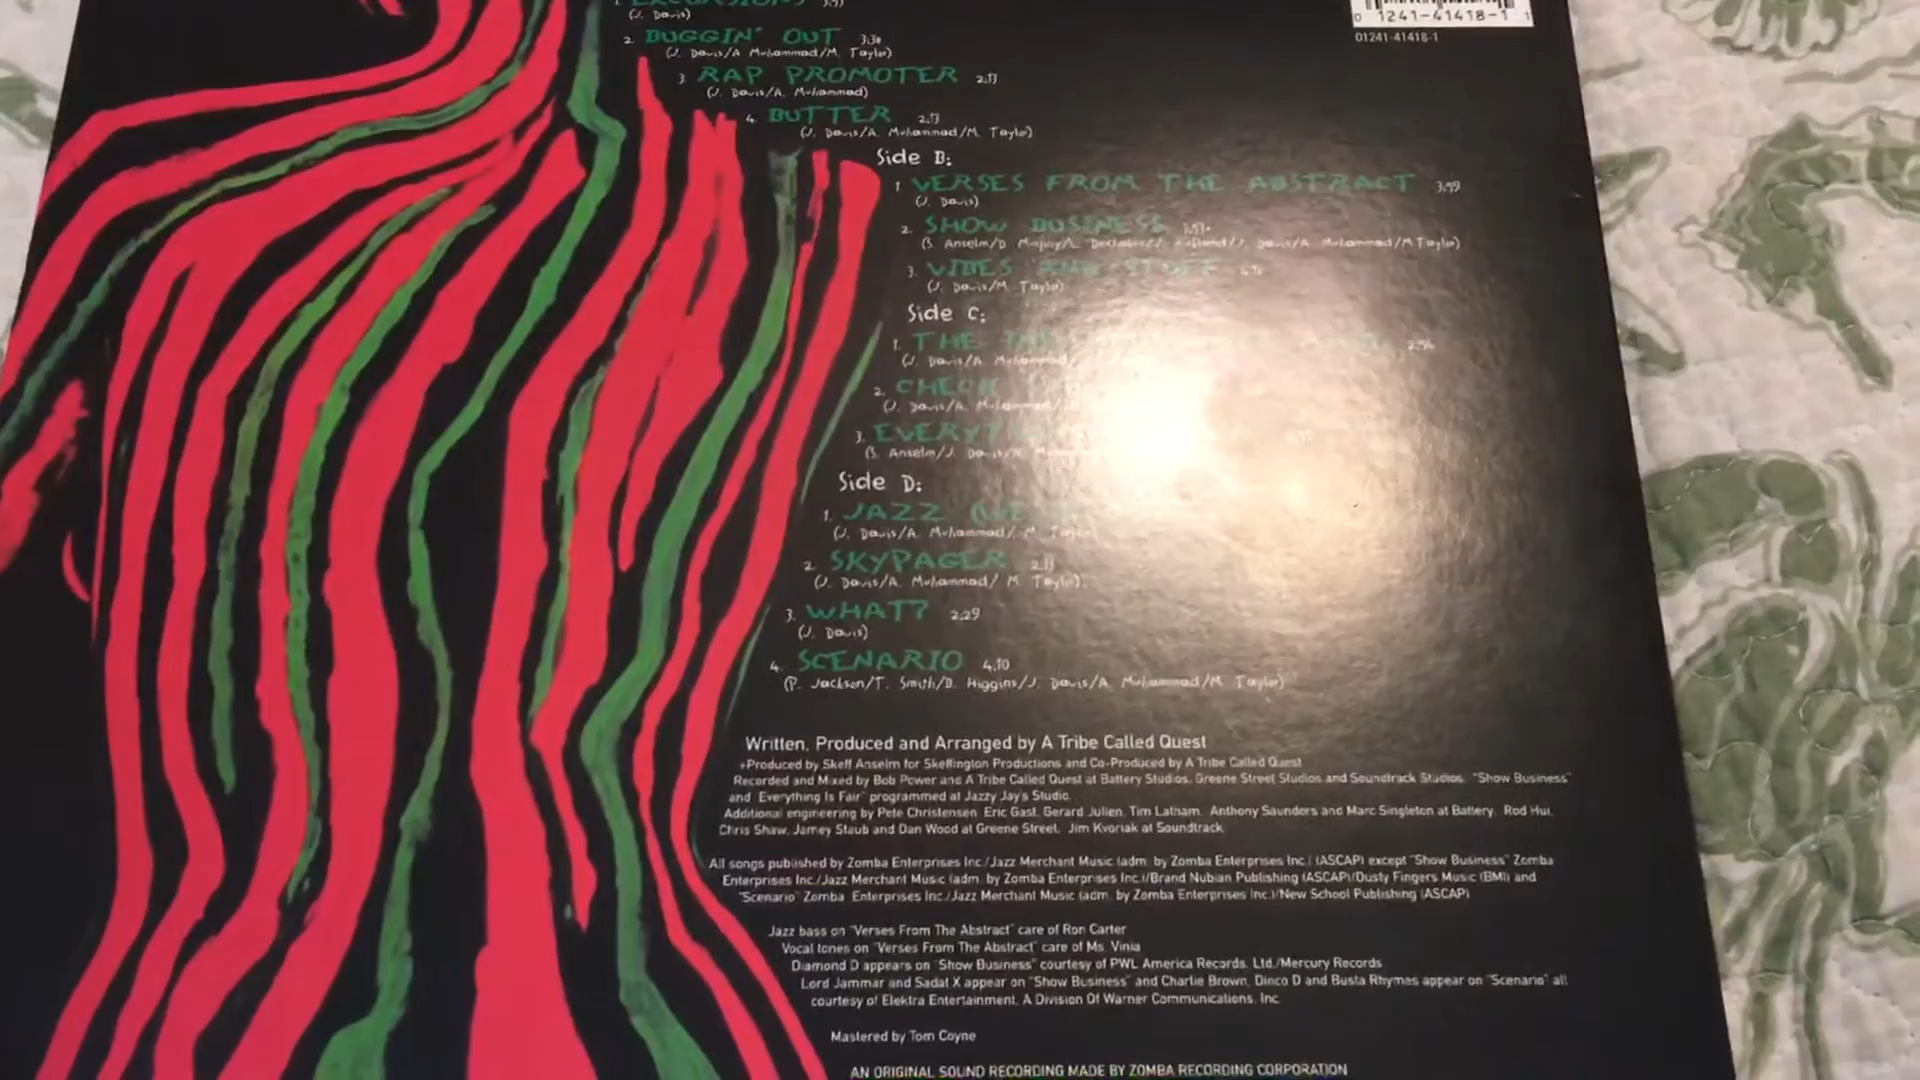 (J. Davis)
0 1241-41418-1 1
01241-41418-1
2. BUGGIN' OUT
(J. Davis/A Muhammad/M. Taylor)
3. RAP PROMOTER 2:13
(J. Davis/A. Muhammad)
4. BUTTER
(J. Davis/A. Muhammad/M. Taylor)
Side B:
1. VERSES FROM THE ABSTRACT 3:59
(J. Davis)
2. SHOW BUSINESS
(S. Anselm/D. Davis/A Muhammad/M Taylor)
3. VIBES AND STUFF
(J. Davis/M Taylor)
Side C:
1. THE
(J. Davis/A. Muhammad
2. CHECK
(J. Davis/A. Muhammad
3.
(S. Anselm/J. Davis/A
Side D:
1. JAZZ (WE
(J. Davis/A. Muhammad/ M. Taylor
2. SKYPAGER 2:13
(J. Davis/A. Muhammad/ M. Taylor)
3. WHAT? 2:29
(J. Davis)
4. SCENARIO 4:10
(P. Jackson/T. Smith/B. Higgins/J. Davis/A. Muhammad/M. Taylor)
Written, Produced and Arranged by A Tribe Called Quest
+Produced by Skeff Anselm for Skeffington Productions and Co-Produced by A Tribe Called Quest
Recorded and Mixed by Bob Power and A Tribe Called Quest at Battery Studios, Greene Street Studios and Soundtrack Studios. "Show Business"
and "Everything Is Fair" programmed at Jazzy Jay's Studio.
Additional engineering by Pete Christensen, Eric Gast, Gerard Julien, Tim Latham, Anthony Saunders and Marc Singleton at Battery. Rod Hui,
Chris Shaw, Jamey Staub and Dan Wood at Greene Street. Jim Kvoriak at Soundtrack.
All songs published by Zomba Enterprises Inc./Jazz Merchant Music (adm. by Zomba Enterprises Inc.) (ASCAP) except "Show Business" Zomba
Enterprises Inc./Jazz Merchant Music (adm. by Zomba Enterprises Inc.)/Brand Nubian Publishing (ASCAP)/Dusty Fingers Music (BMI) and
"Scenario" Zomba Enterprises Inc./Jazz Merchant Music (adm. by Zomba Enterprises Inc.)/New School Publishing (ASCAP)
Jazz bass on "Verses From The Abstract" care of Ron Carter
Vocal tones on "Verses From The Abstract" care of Ms. Vinia
Diamond D appears on "Show Business" courtesy of PWL America Records, Ltd./Mercury Records
Lord Jammar and Sadat X appear on "Show Business" and Charlie Brown, Dinco D and Busta Rhymes appear on "Scenario" all
courtesy of Elektra Entertainment, A Division Of Warner Communications, Inc.
Mastered by Tom Coyne
AN ORIGINAL SOUND RECORDING MADE BY ZOMBA RECORDING CORPORATION